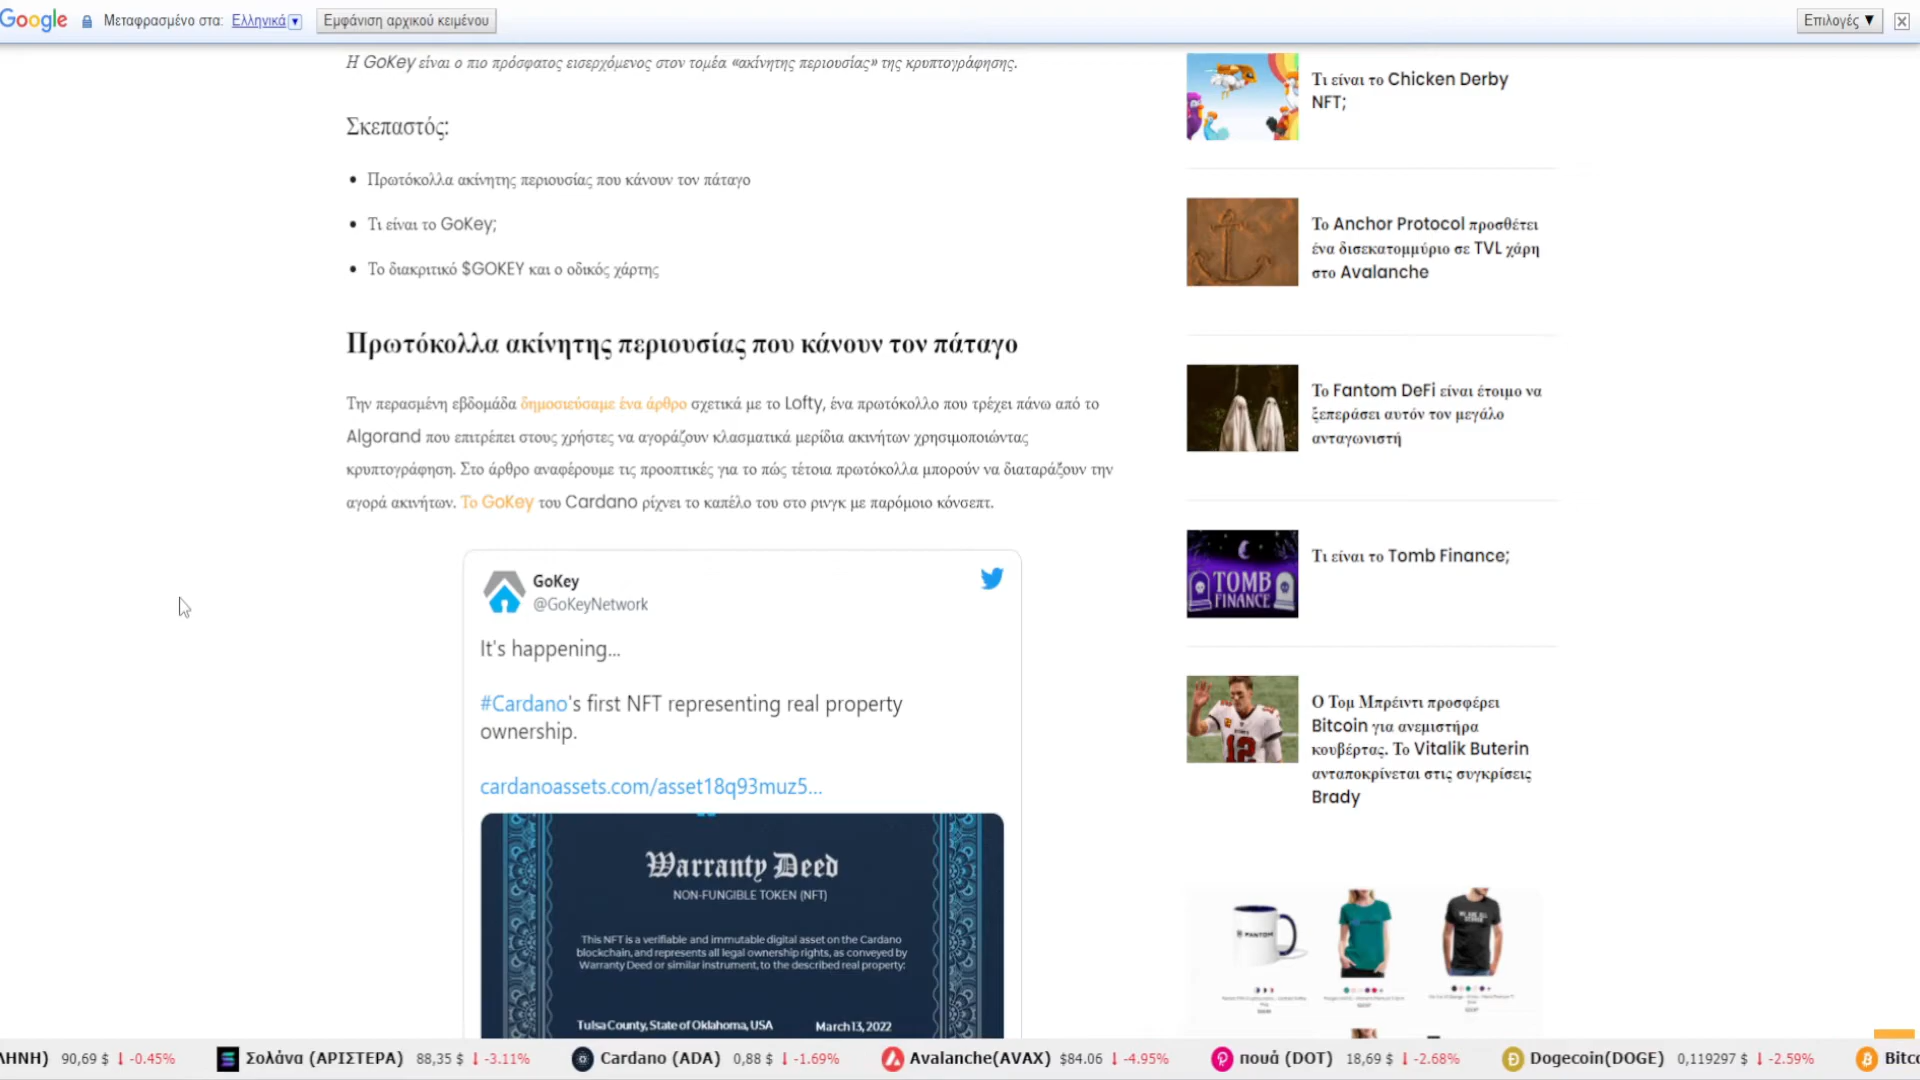 Google Μεταφρασμένο στα: Ελληνικά Εμφάνιση αρχικού κειμένου Επιλογές ▼
Η GoKey είναι ο πιο πρόσφατος εισερχόμενος στον τομέα «ακίνητης περιουσίας» της κρυπτογράφησης.
Σκεπαστός:
Πρωτόκολλα ακίνητης περιουσίας που κάνουν τον πάταγο
Τι είναι το GoKey;
Το διακριτικό $GOKEY και ο οδικός χάρτης
Πρωτόκολλα ακίνητης περιουσίας που κάνουν τον πάταγο
Την περασμένη εβδομάδα δημοσιεύσαμε ένα άρθρο σχετικά με το Lofty, ένα πρωτόκολλο που τρέχει πάνω από το
Algorand που επιτρέπει στους χρήστες να αγοράζουν κλασματικά μερίδια ακινήτων χρησιμοποιώντας
κρυπτογράφηση. Στο άρθρο αναφέρουμε τις προοπτικές για το πώς τέτοια πρωτόκολλα μπορούν να διαταράξουν την
αγορά ακινήτων. Το GoKey του Cardano ρίχνει το καπέλο του στο ρινγκ με παρόμοιο κόνσεπτ.
GoKey
@GoKeyNetwork
It's happening...
#Cardano's first NFT representing real property
ownership.
cardanoassets.com/asset18q93muz5...
Warranty Deed
NON-FUNGIBLE TOKEN (NFT)
This NFT is a verifiable and immutable digital asset on the Cardano
blockchain, and represents all legal ownership rights, as conveyed by
Warranty Deed or similar instrument, to the described real property:
Tulsa County, State of Oklahoma, USA March 13, 2022
Τι είναι το Chicken Derby
NFT;
Το Anchor Protocol προσθέτει
ένα δισεκατομμύριο σε TVL χάρη
στο Avalanche
Το Fantom DeFi είναι έτοιμο να
ξεπεράσει αυτόν τον μεγάλο
ανταγωνιστή
TOMB
FINANCE
Τι είναι το Tomb Finance;
12
Ο Τομ Μπρέιντι προσφέρει
Bitcoin για ανεμιστήρα
κουβέρτας. Το Vitalik Buterin
ανταποκρίνεται στις συγκρίσεις
Brady
FANTOM
ΛΗΝΗ) 90,69 $ ↓ -0.45% Σολάνα (ΑΡΙΣΤΕΡΑ) 88,35 $ ↓ -3.11% Cardano (ADA) 0,88 $ ↓ -1.69% Avalanche(AVAX) $84.06 ↓ -4.95% πουά (DOT) 18,69 $ ↓ -2.68% Dogecoin(DOGE) 0,119297 $ ↓ -2.59% Bitc